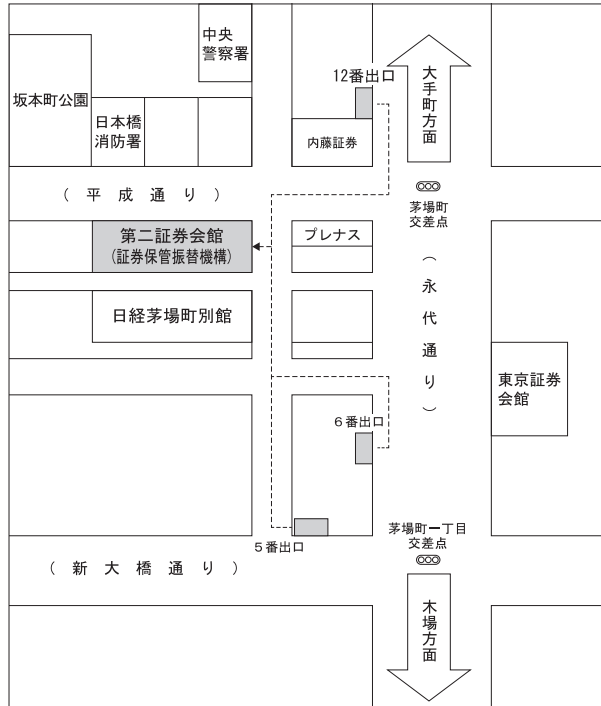 中央
警察署
大手町方面
12番出口
坂本町公園
日本橋
消防署
内藤証券
(平成通り)
茅場町
交差点
第二証券会館
(証券保管振替機構)
プレナス
(永代通り)
日経茅場町別館
東京証券
会館
6番出口
茅場町一丁目
交差点
5番出口
(新大橋通り)
木場方面